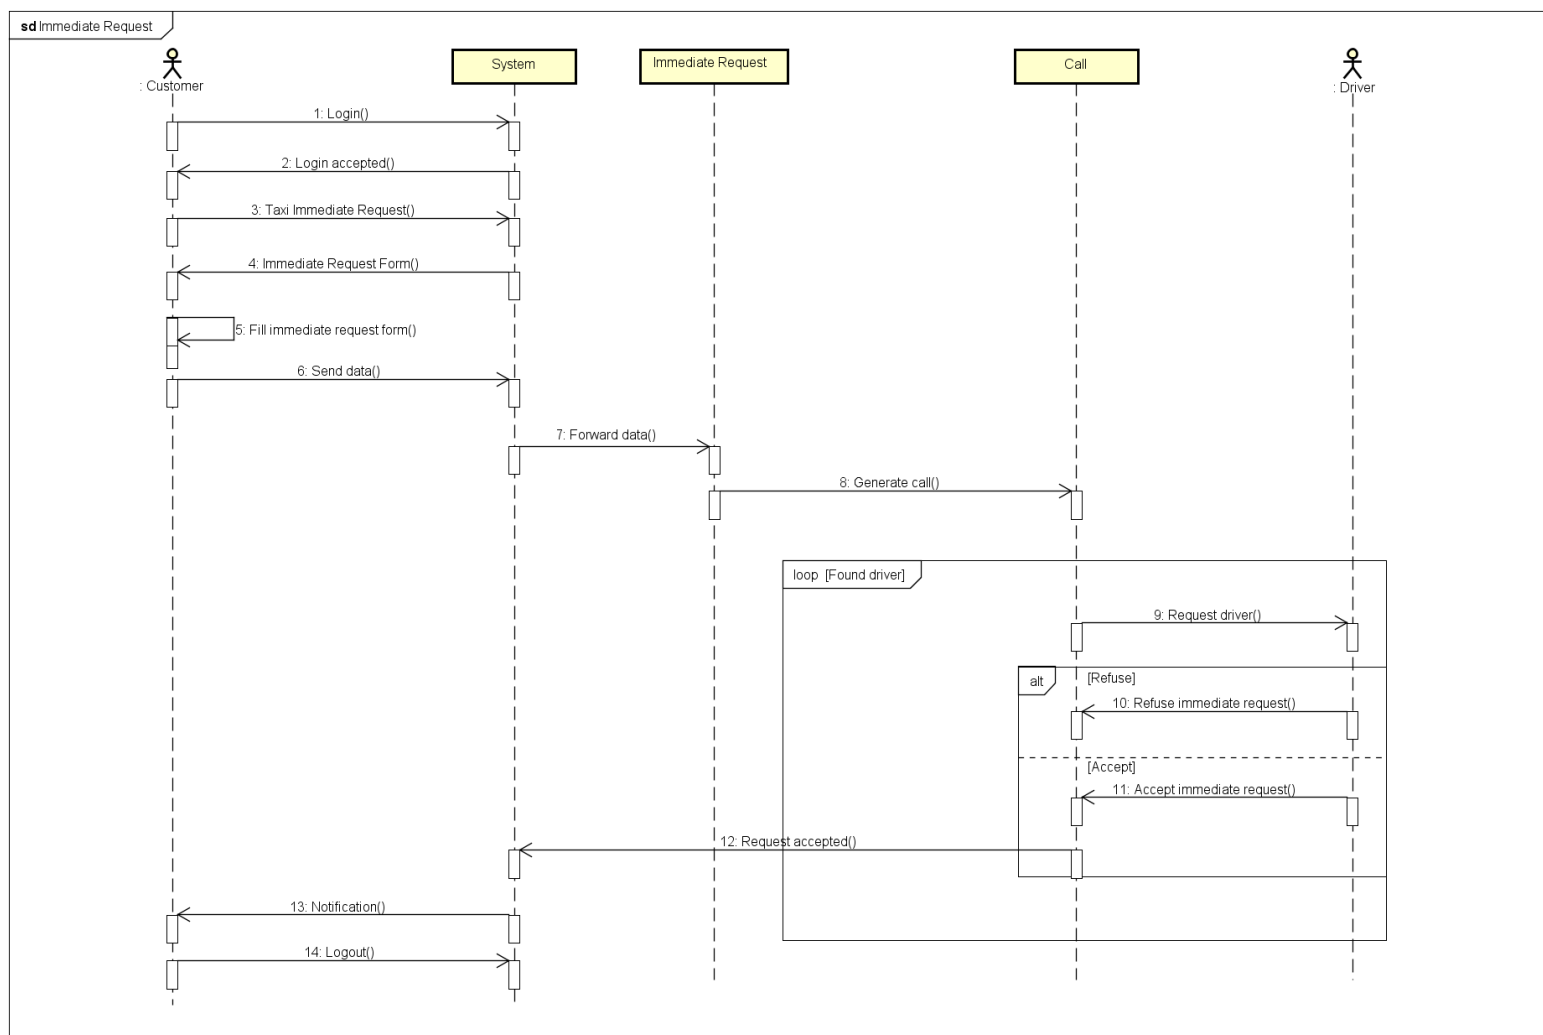 sd Immediate Request
: Customer
System
Immediate Request
Call
: Driver
1: Login()
2: Login accepted()
3: Taxi Immediate Request()
4: Immediate Request Form()
5: Fill immediate request form()
6: Send data()
7: Forward data()
8: Generate call()
loop [Found driver]
9: Request driver()
alt [Refuse]
10: Refuse immediate request()
[Accept]
11: Accept immediate request()
12: Request accepted()
13: Notification()
14: Logout()